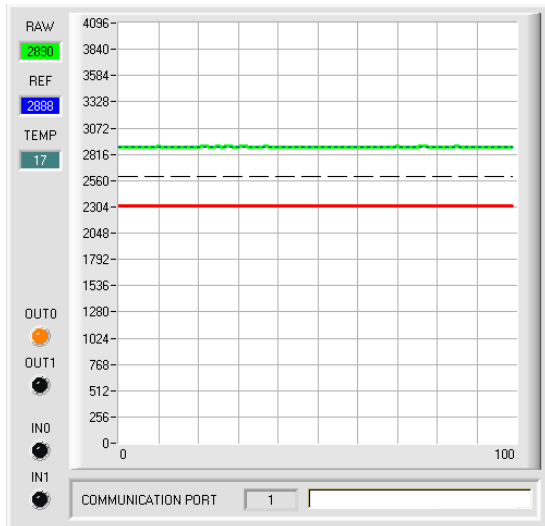 RAW
2890
REF
2888
TEMP
17
OUT0
OUT1
IN0
IN1
4096
3840
3584
3328
3072
2816
2560
2304
2048
1792
1536
1280
1024
768
512
256
0
0 100
COMMUNICATION PORT 1